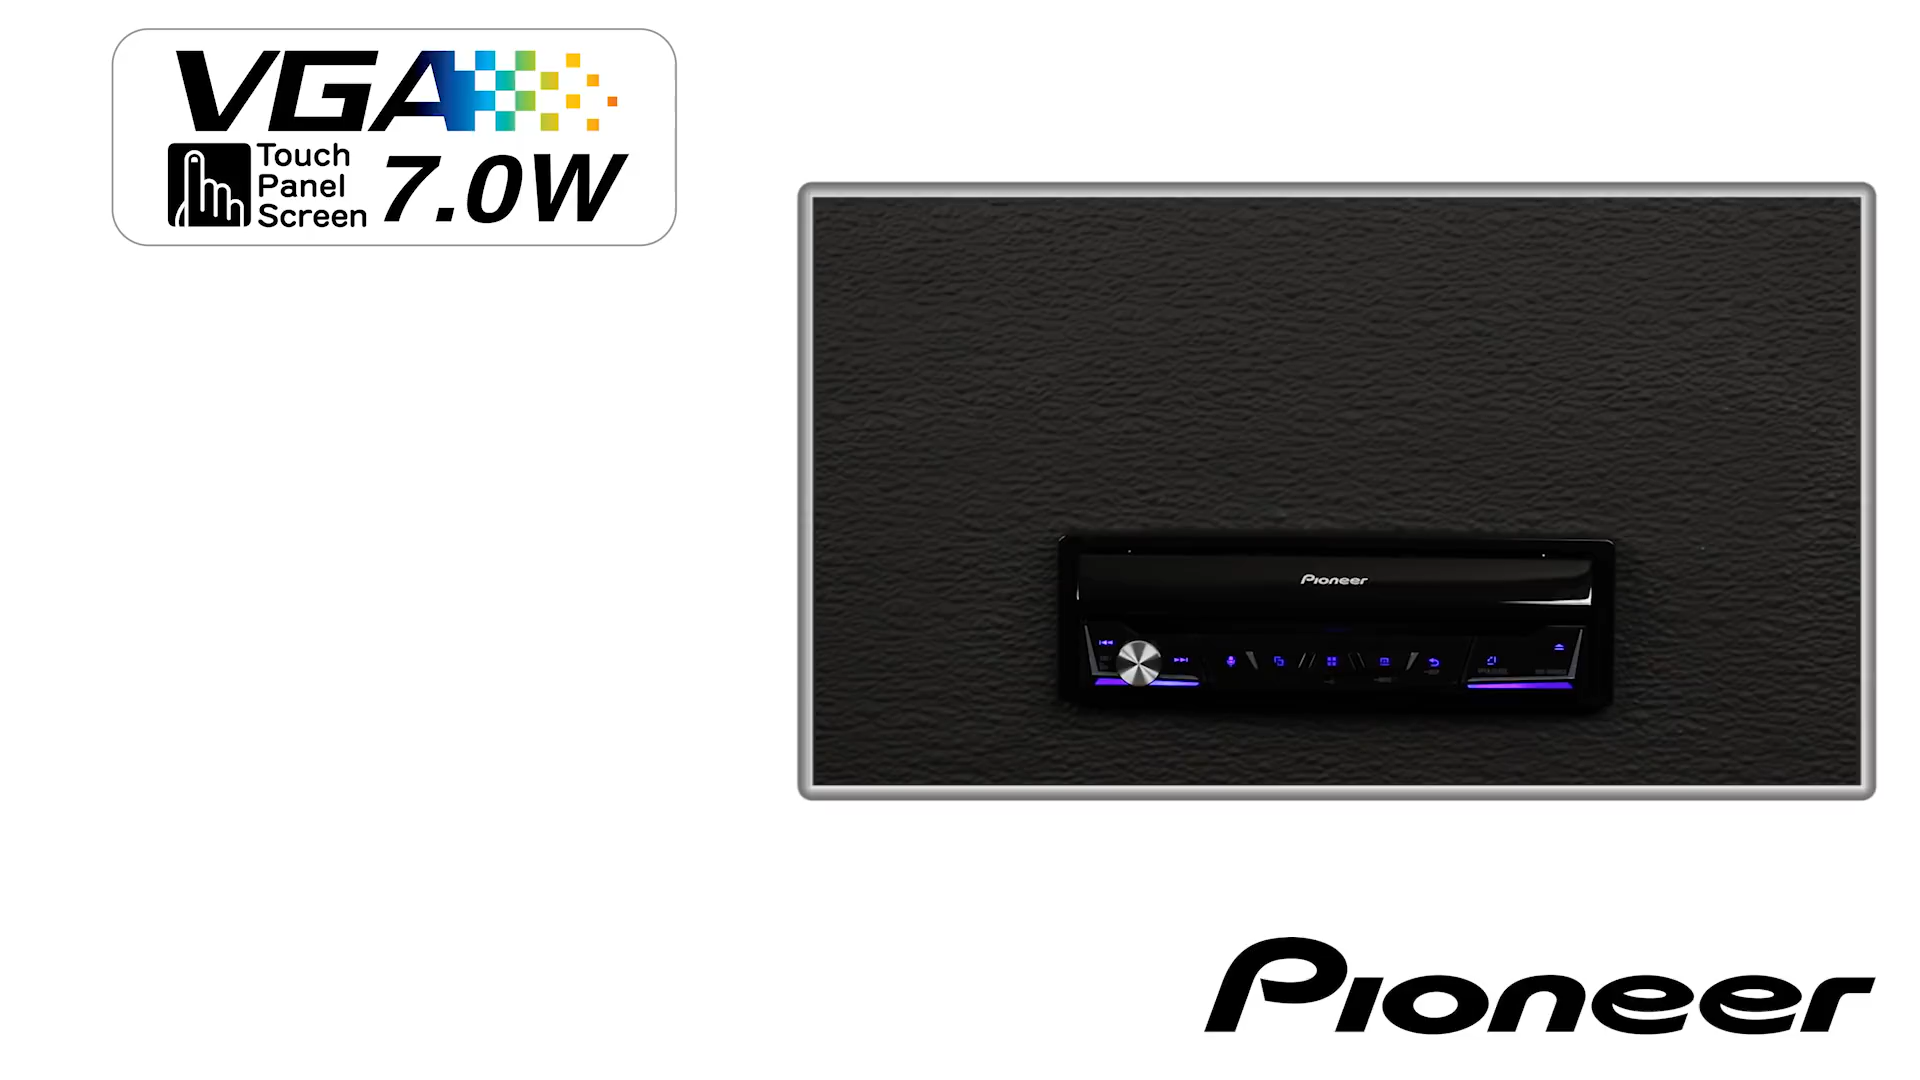 VGA
Touch
Panel
Screen
7.0W
Pioneer
Pioneer